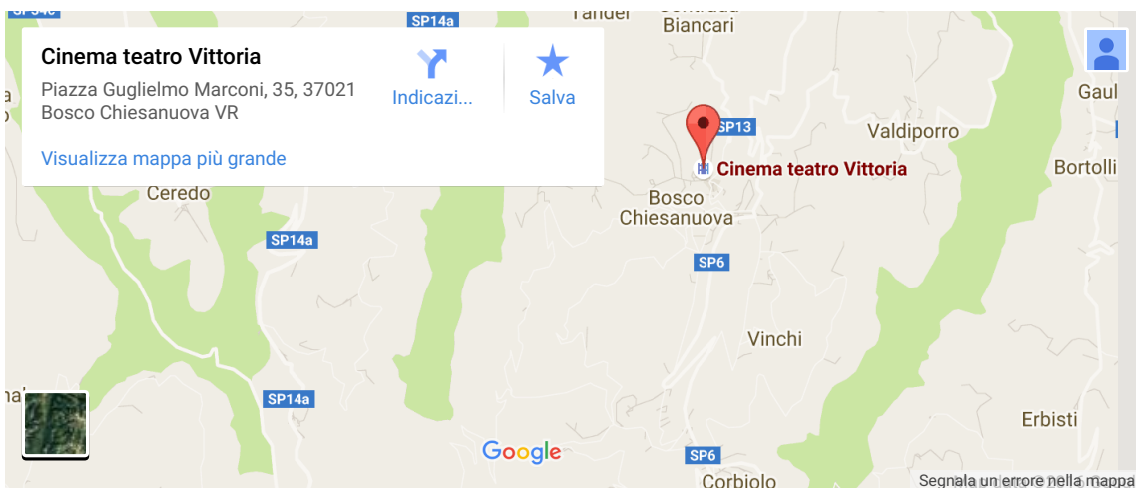 SP14a
Cinema teatro Vittoria
Piazza Guglielmo Marconi, 35, 37021
Bosco Chiesanuova VR
Indicazi...
Salva
Visualizza mappa più grande
Biancari
Gaul
SP13
Valdiporro
Cinema teatro Vittoria
Bortolli
Ceredo
Bosco
Chiesanuova
SP14a
SP6
Vinchi
SP14a
Erbisti
Google
SP6
Corbiolo
Segnala un errore nella mappa